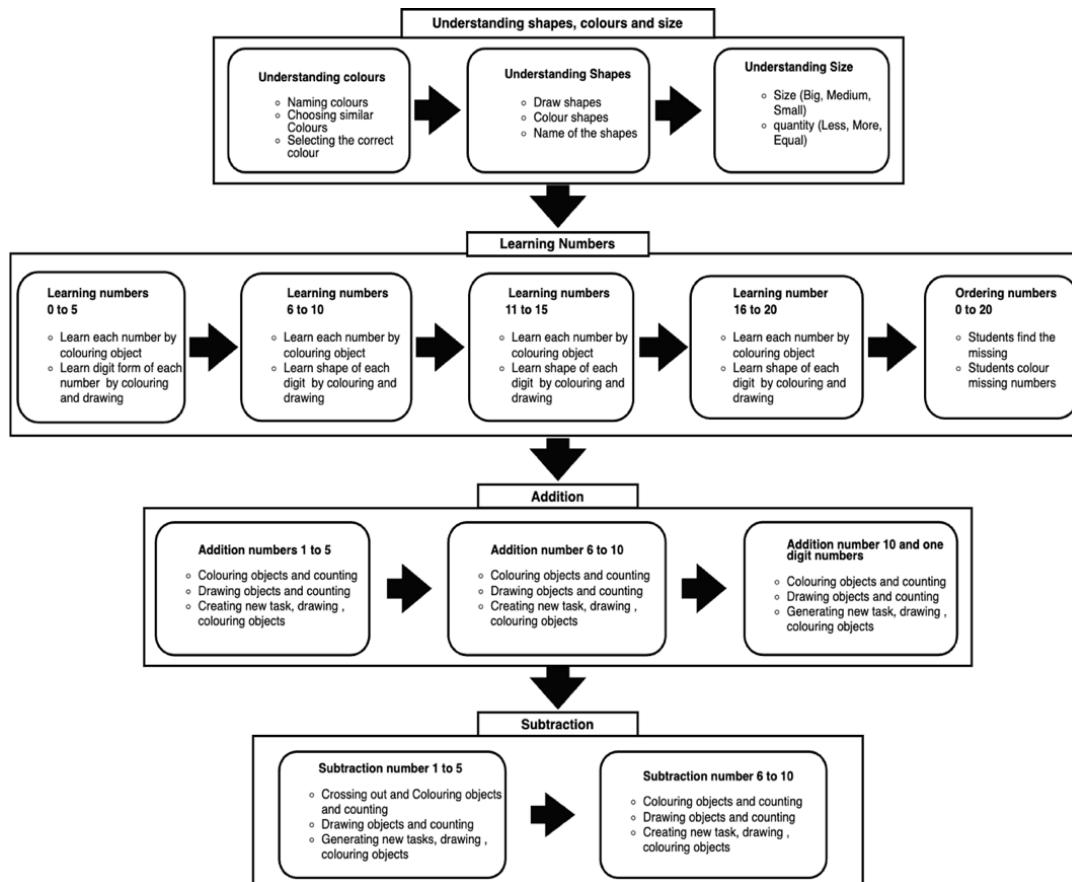 Understanding shapes, colours and size
Understanding colours
Naming colours
Choosing similar
Colours
Selecting the correct
colour
Understanding Shapes
Draw shapes
Colour shapes
Name of the shapes
Understanding Size
Size (Big, Medium,
Small)
quantity (Less, More,
Equal)
Learning Numbers
Learning numbers
0 to 5
Learn each number by
colouring object
Learn digit form of each
number by colouring
and drawing
Learning numbers
6 to 10
Learn each number by
colouring object
Learn shape of each
digit by colouring and
drawing
Learning numbers
11 to 15
Learn each number by
colouring object
Learn shape of each
digit by colouring and
drawing
Learning number
16 to 20
Learn each number by
colouring object
Learn shape of each
digit by colouring and
drawing
Ordering numbers
0 to 20
Students find the
missing
Students colour
missing numbers
Addition
Addition numbers 1 to 5
Colouring objects and counting
Drawing objects and counting
Creating new task, drawing ,
colouring objects
Addition number 6 to 10
Colouring objects and counting
Drawing objects and counting
Creating new task, drawing ,
colouring objects
Addition number 10 and one
digit numbers
Colouring objects and counting
Drawing objects and counting
Generating new task, drawing ,
colouring objects
Subtraction
Subtraction number 1 to 5
Crossing out and Colouring objects
and counting
Drawing objects and counting
Generating new tasks, drawing ,
colouring objects
Subtraction number 6 to 10
Colouring objects and counting
Drawing objects and counting
Creating new task, drawing ,
colouring objects